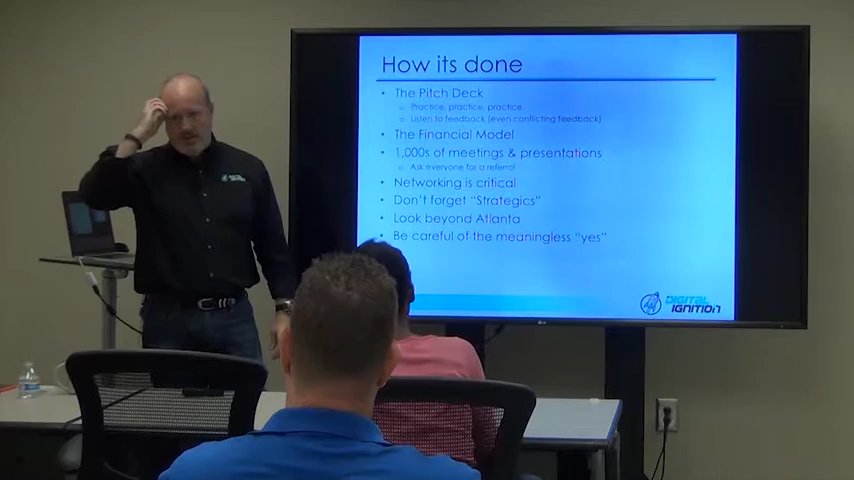 How its done
• The Pitch Deck
Practice, practice, practice
Listen to feedback (even conflicting feedback)
• The Financial Model
• 1,000s of meetings & presentations
Ask everyone for a referral
• Networking is critical
• Don't forget "Strategics"
• Look beyond Atlanta
• Be careful of the meaningless "yes"
DIGITAL
IGNITION